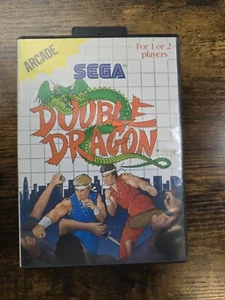 ARCADE
For 1 or 2
players
SEGA
DOUBLE
DRAGON